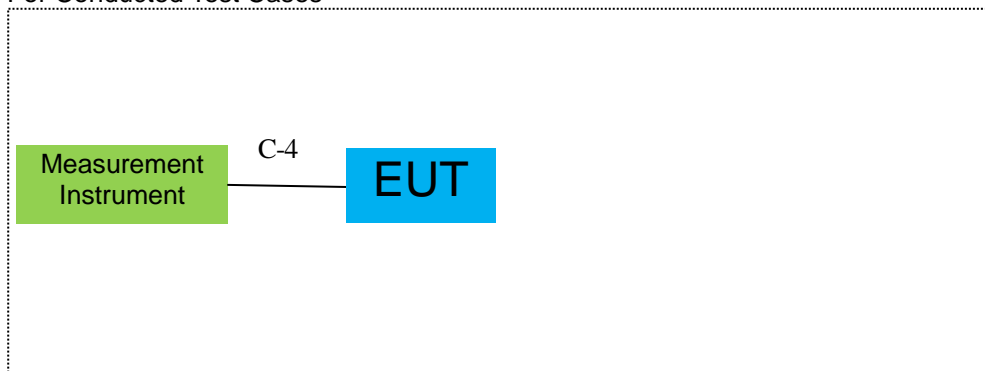 For Conducted Test Cases
C-4
Measurement
Instrument
EUT